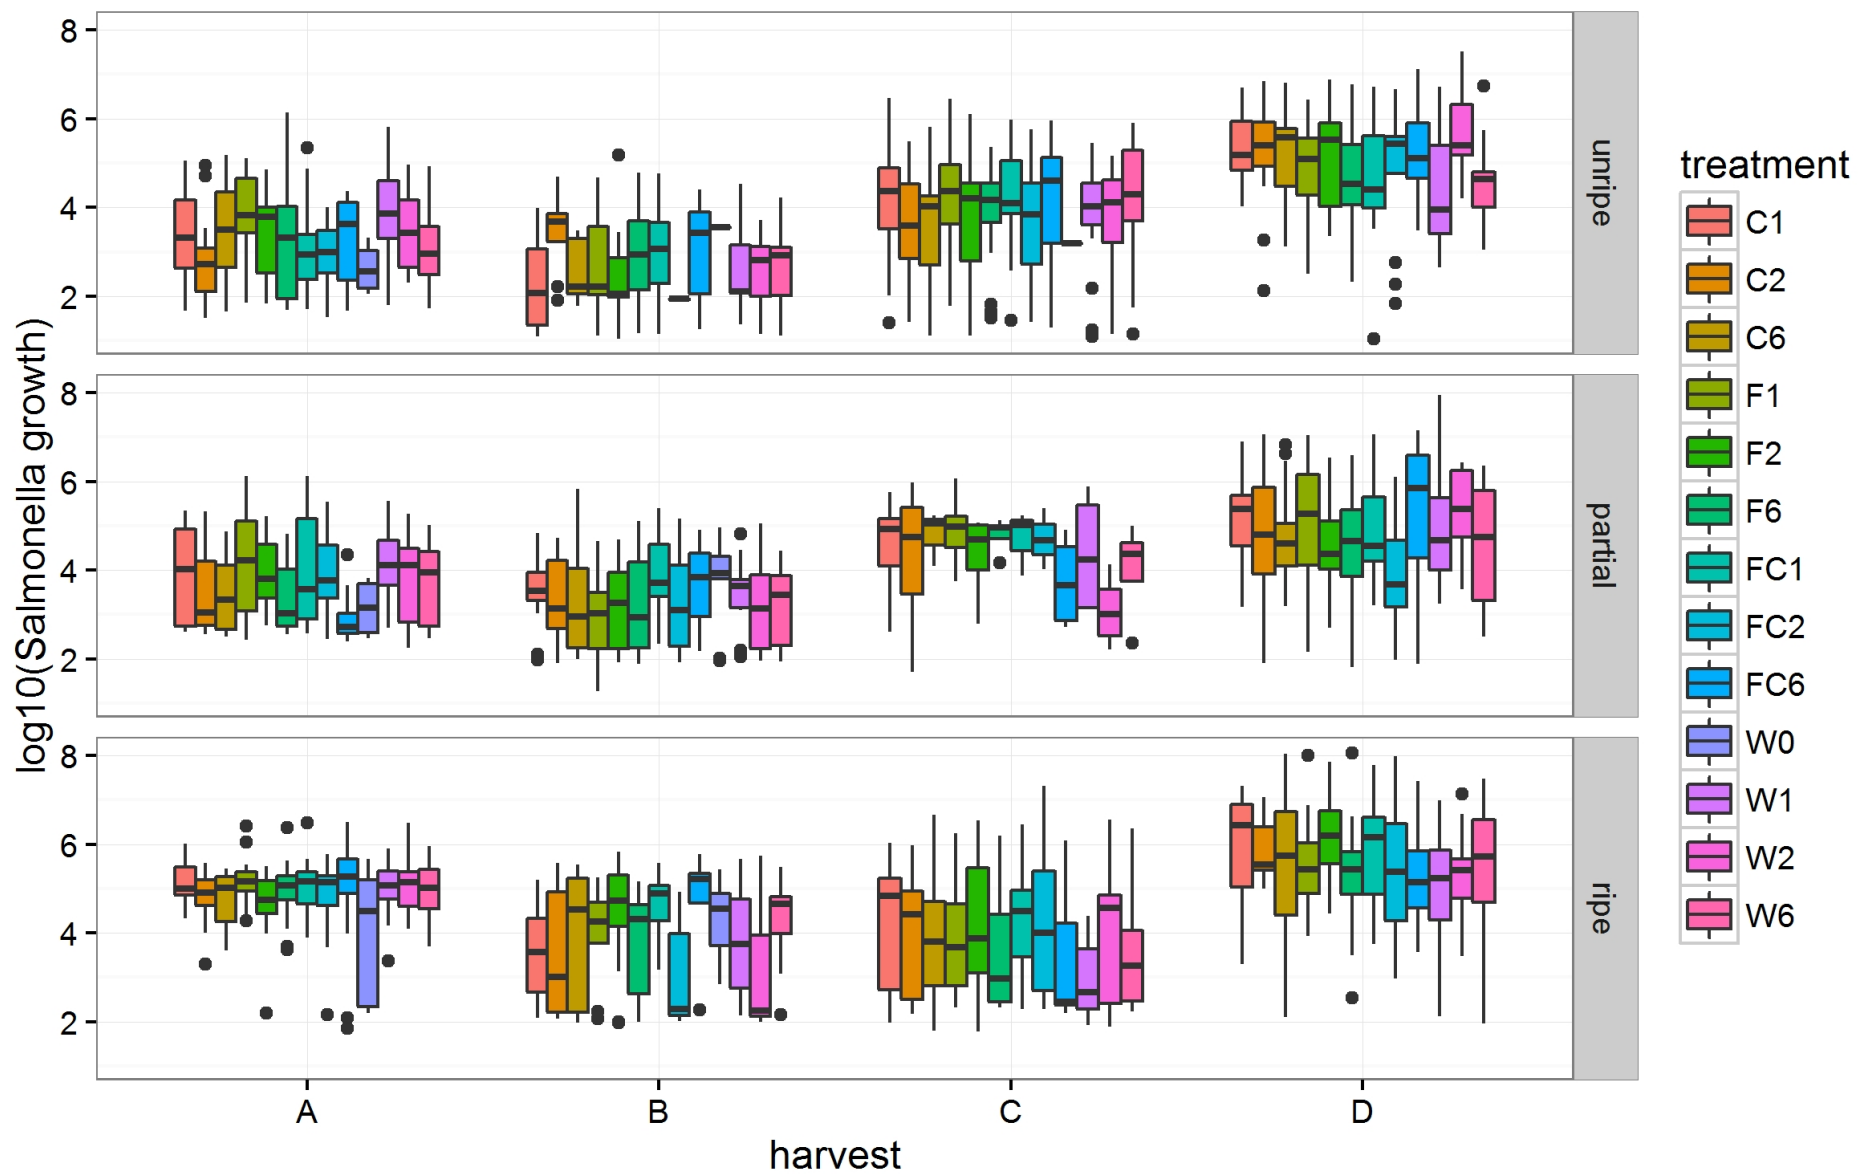 log10(Salmonella growth)
8
6
4
2
unripe
8
6
4
2
partial
8
6
4
2
ripe
A B C D
harvest
treatment
C1
C2
C6
F1
F2
F6
FC1
FC2
FC6
W0
W1
W2
W6